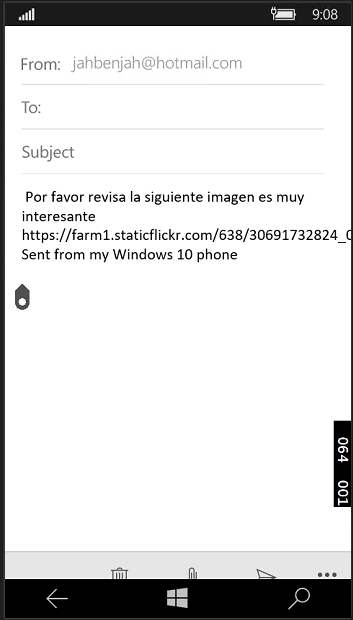 9:08
From: jahbenjah@hotmail.com
To:
Subject
Por favor revisa la siguiente imagen es muy
interesante
https://farm1.staticflickr.com/638/30691732824_
Sent from my Windows 10 phone
064 001